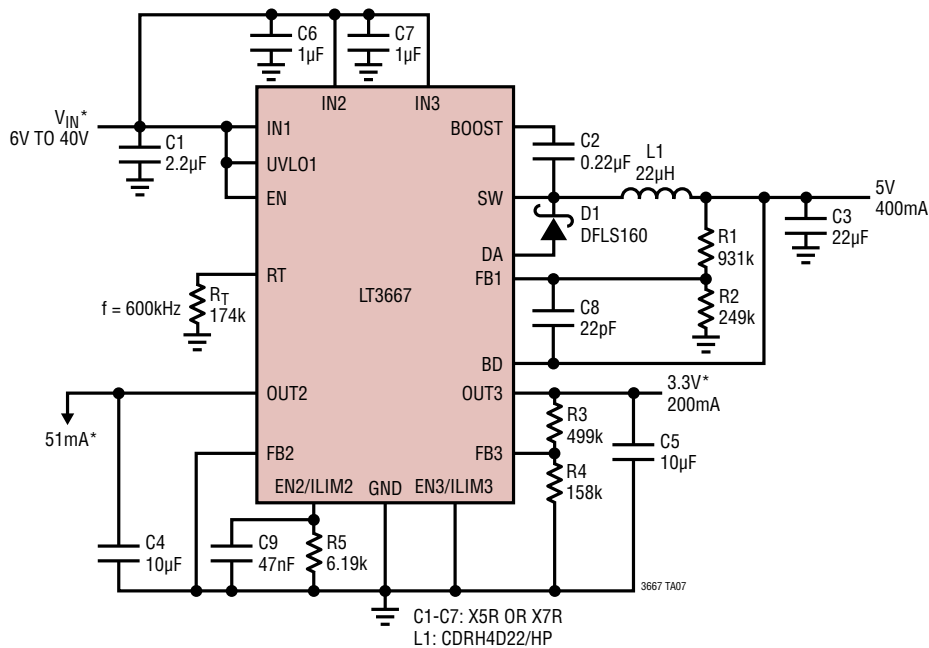 C6
1µF
C7
1µF
IN2
IN3
VIN*
6V TO 40V
C1
2.2µF
IN1
UVLO1
EN
BOOST
C2
0.22µF
L1
22µH
SW
5V
400mA
D1
DFLS160
C3
22µF
DA
R1
931k
RT
FB1
f = 600kHz
RT
174k
LT3667
C8
22pF
R2
249k
BD
OUT2
OUT3
3.3V*
200mA
51mA*
R3
499k
FB2
FB3
C5
10µF
R4
158k
EN2/ILIM2
GND
EN3/ILIM3
C4
10µF
C9
47nF
R5
6.19k
3667 TA07
C1-C7: X5R OR X7R
L1: CDRH4D22/HP